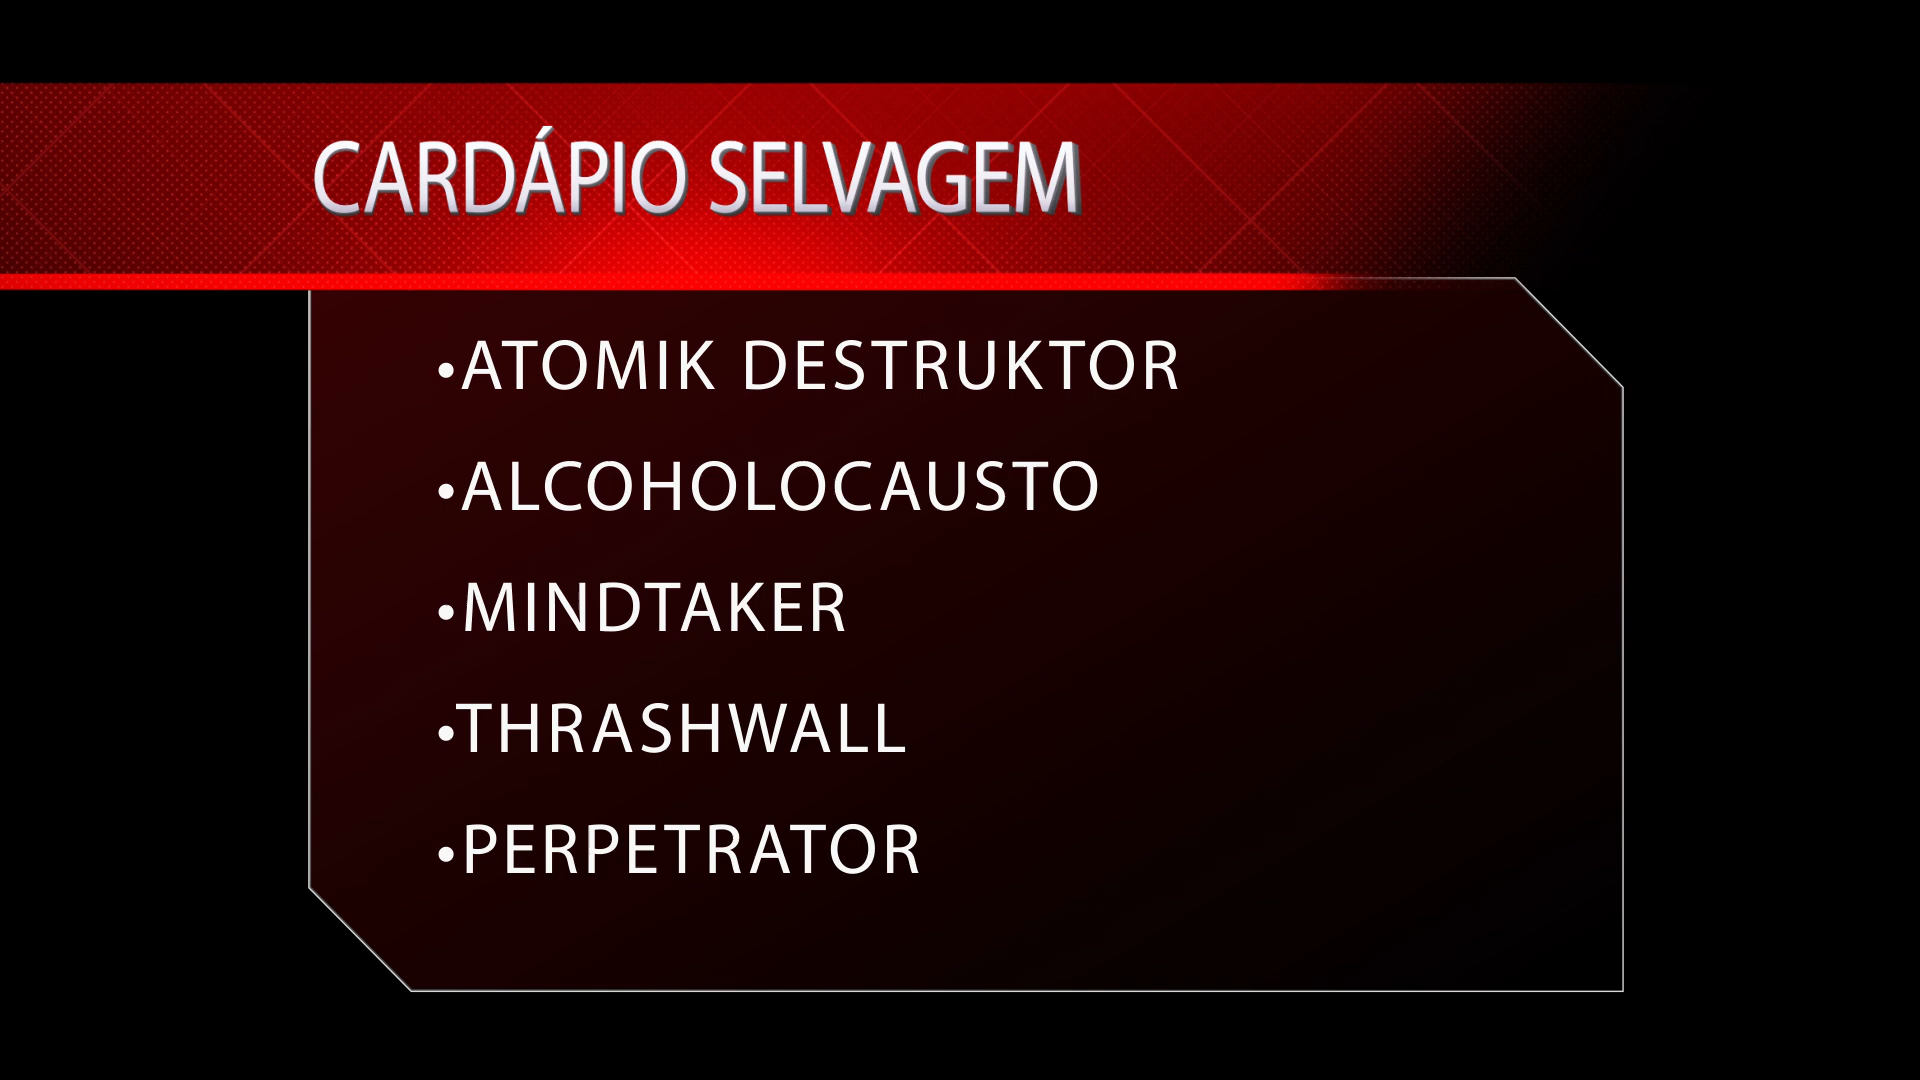 CARDÁPIO SELVAGEM
•ATOMIK DESTRUKTOR
•ALCOHOLOCAUSTO
•MINDTAKER
•THRASHWALL
•PERPETRATOR